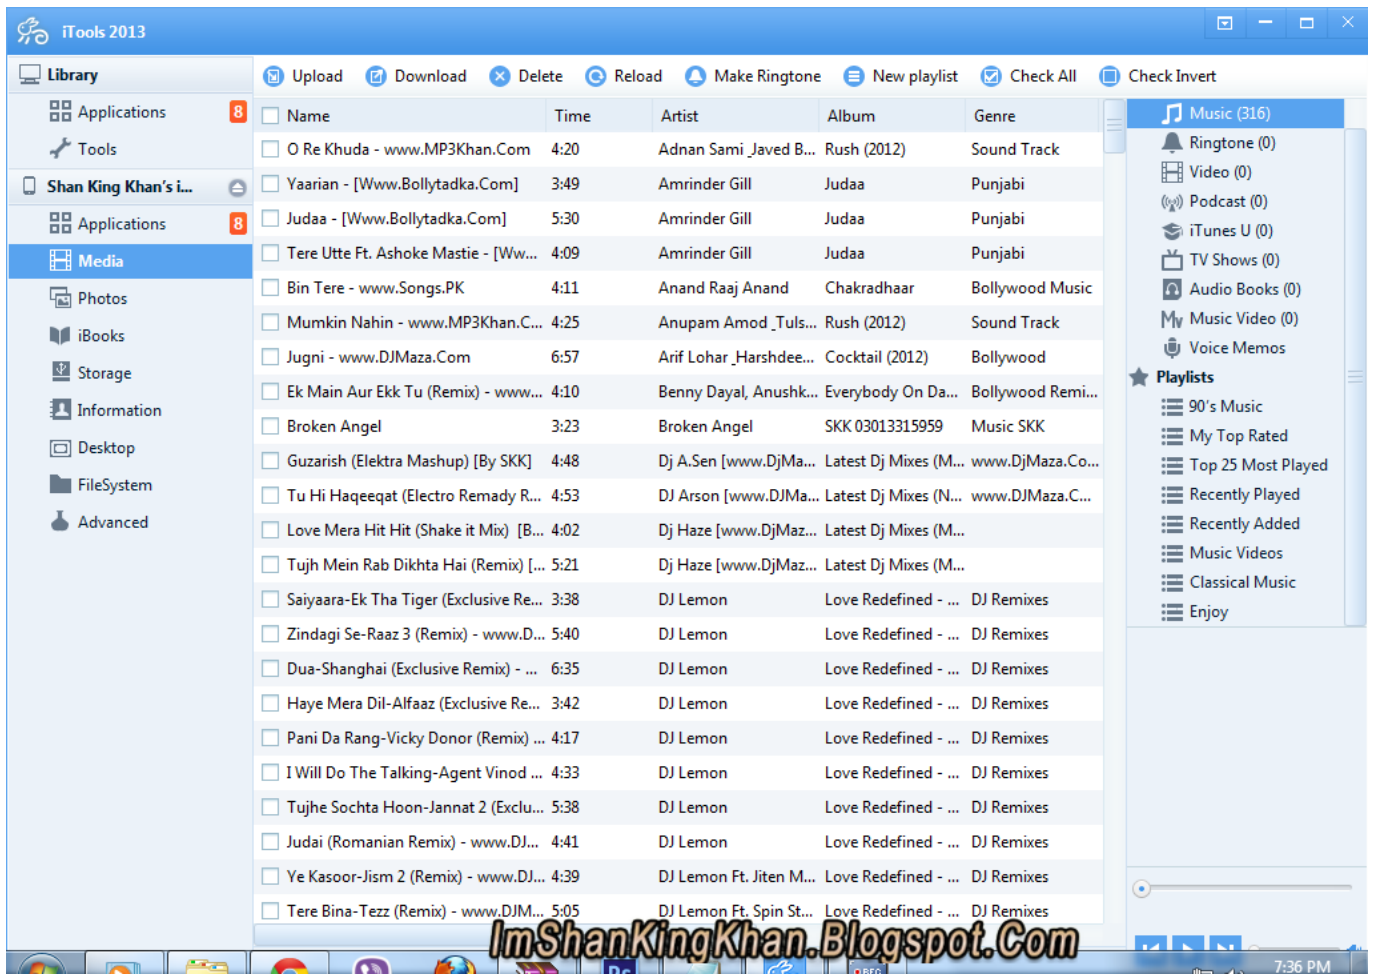 iTools 2013
Library
Applications 8
Tools
Shan King Khan's i...
Applications 8
Media
Photos
iBooks
Storage
Information
Desktop
FileSystem
Advanced
Upload Download Delete Reload Make Ringtone New playlist Check All Check Invert
Name Time Artist Album Genre
O Re Khuda - www.MP3Khan.Com 4:20 Adnan Sami _Javed B... Rush (2012) Sound Track
Yaarian - [Www.Bollytadka.Com] 3:49 Amrinder Gill Judaa Punjabi
Judaa - [Www.Bollytadka.Com] 5:30 Amrinder Gill Judaa Punjabi
Tere Utte Ft. Ashoke Mastie - [Ww... 4:09 Amrinder Gill Judaa Punjabi
Bin Tere - www.Songs.PK 4:11 Anand Raaj Anand Chakradhaar Bollywood Music
Mumkin Nahin - www.MP3Khan.C... 4:25 Anupam Amod _Tuls... Rush (2012) Sound Track
Jugni - www.DJMaza.Com 6:57 Arif Lohar _Harshdee... Cocktail (2012) Bollywood
Ek Main Aur Ekk Tu (Remix) - www... 4:10 Benny Dayal, Anushk... Everybody On Da... Bollywood Remi...
Broken Angel 3:23 Broken Angel SKK 03013315959 Music SKK
Guzarish (Elektra Mashup) [By SKK] 4:48 Dj A.Sen [www.DjMa... Latest Dj Mixes (M... www.DjMaza.Co...
Tu Hi Haqeeqat (Electro Remady R... 4:53 DJ Arson [www.DJMa... Latest Dj Mixes (N... www.DJMaza.C...
Love Mera Hit Hit (Shake it Mix) [B... 4:02 Dj Haze [www.DjMaz... Latest Dj Mixes (M...
Tujh Mein Rab Dikhta Hai (Remix) [... 5:21 Dj Haze [www.DjMaz... Latest Dj Mixes (M...
Saiyaara-Ek Tha Tiger (Exclusive Re... 3:38 DJ Lemon Love Redefined - ... DJ Remixes
Zindagi Se-Raaz 3 (Remix) - www.D... 5:40 DJ Lemon Love Redefined - ... DJ Remixes
Dua-Shanghai (Exclusive Remix) - ... 6:35 DJ Lemon Love Redefined - ... DJ Remixes
Haye Mera Dil-Alfaaz (Exclusive Re... 3:42 DJ Lemon Love Redefined - ... DJ Remixes
Pani Da Rang-Vicky Donor (Remix) ... 4:17 DJ Lemon Love Redefined - ... DJ Remixes
I Will Do The Talking-Agent Vinod ... 4:33 DJ Lemon Love Redefined - ... DJ Remixes
Tujhe Sochta Hoon-Jannat 2 (Exclu... 5:38 DJ Lemon Love Redefined - ... DJ Remixes
Judai (Romanian Remix) - www.DJ... 4:41 DJ Lemon Love Redefined - ... DJ Remixes
Ye Kasoor-Jism 2 (Remix) - www.DJ... 4:39 DJ Lemon Ft. Jiten M... Love Redefined - ... DJ Remixes
Tere Bina-Tezz (Remix) - www.DJM... 5:05 DJ Lemon Ft. Spin St... Love Redefined - ... DJ Remixes
Music (316)
Ringtone (0)
Video (0)
Podcast (0)
iTunes U (0)
TV Shows (0)
Audio Books (0)
Music Video (0)
Voice Memos
Playlists
90's Music
My Top Rated
Top 25 Most Played
Recently Played
Recently Added
Music Videos
Classical Music
Enjoy
ImShanKingKhan.Blogspot.Com
7:36 PM